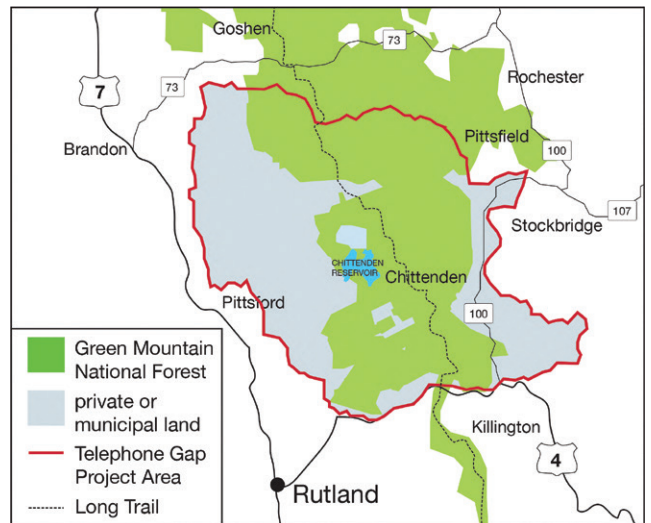 Goshen
73
7
73
Rochester
Brandon
Pittsfield
100
Stockbridge
107
CHITTENDEN
RESERVOIR
Chittenden
Pittsford
100
Green Mountain
National Forest
private or
municipal land
Telephone Gap
Project Area
Long Trail
Killington
4
Rutland